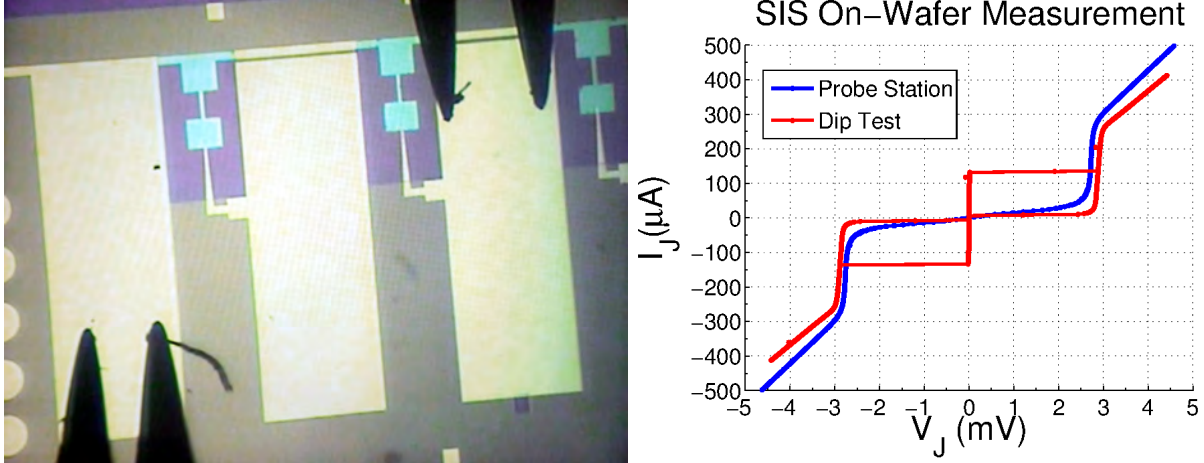 SIS On−Wafer Measurement
500
400
300
200
100
0
−100
−200
−300
−400
−500
I_J(μA)
Probe Station
Dip Test
−5 −4 −3 −2 −1 0 1 2 3 4 5
V_J (mV)